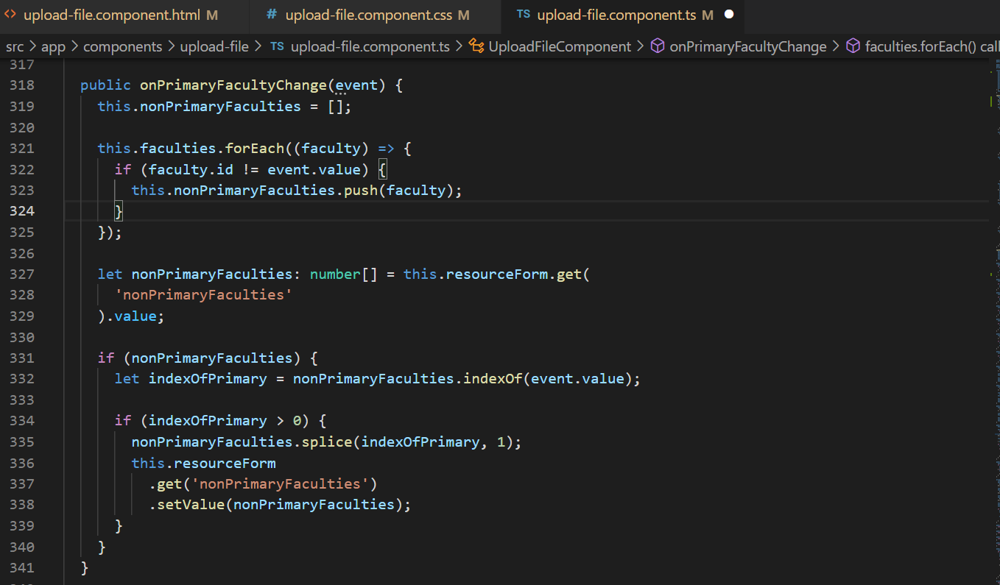 <> upload-file.component.html M # upload-file.component.css M TS upload-file.component.ts M
src > app > components > upload-file > TS upload-file.component.ts > UploadFileComponent > onPrimaryFacultyChange > faculties.forEach() call
317
318 public onPrimaryFacultyChange(event) {
319 this.nonPrimaryFaculties = [];
320
321 this.faculties.forEach((faculty) => {
322 if (faculty.id != event.value) {
323 this.nonPrimaryFaculties.push(faculty);
324 }
325 });
326
327 let nonPrimaryFaculties: number[] = this.resourceForm.get(
328 'nonPrimaryFaculties'
329 ).value;
330
331 if (nonPrimaryFaculties) {
332 let indexOfPrimary = nonPrimaryFaculties.indexOf(event.value);
333
334 if (indexOfPrimary > 0) {
335 nonPrimaryFaculties.splice(indexOfPrimary, 1);
336 this.resourceForm
337 .get('nonPrimaryFaculties')
338 .setValue(nonPrimaryFaculties);
339 }
340 }
341 }